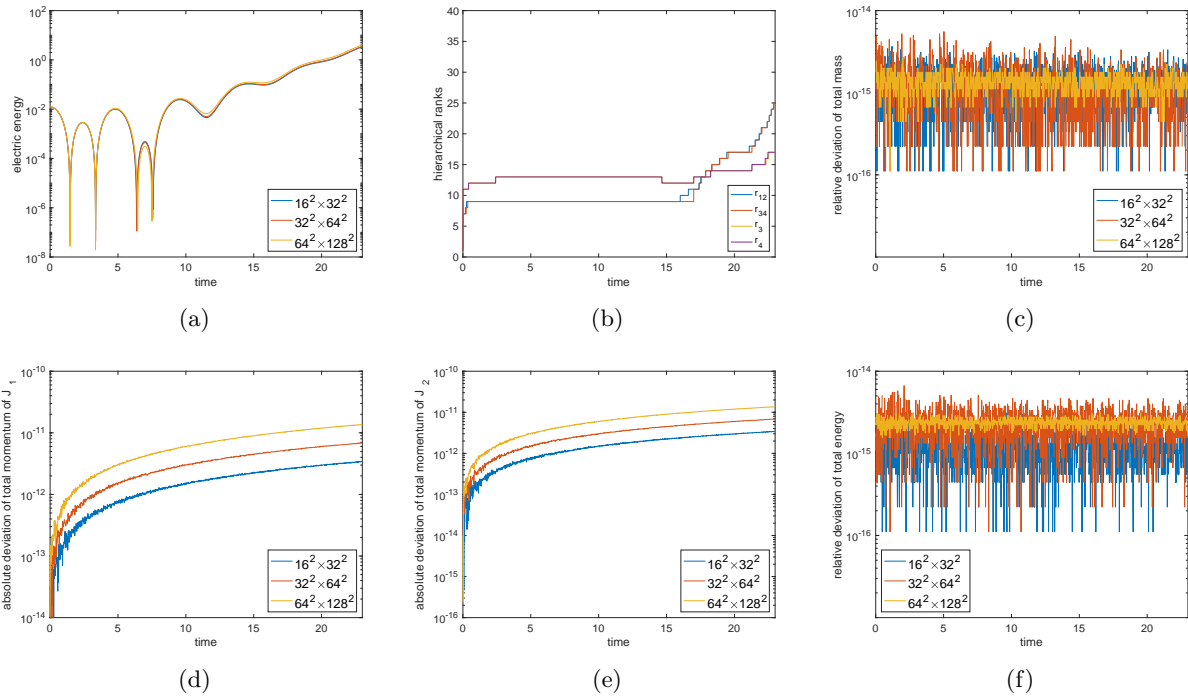 electric energy
10^2
10^0
10^-2
10^-4
10^-6
10^-8
0 5 10 15 20
time
16^2×32^2
32^2×64^2
64^2×128^2
(a)
hierarchical ranks
40
35
30
25
20
15
10
5
0
0 5 10 15 20
time
r_12
r_34
r_3
r_4
(b)
relative deviation of total mass
10^-14
10^-15
10^-16
0 5 10 15 20
time
16^2×32^2
32^2×64^2
64^2×128^2
(c)
absolute deviation of total momentum of J_1
10^-10
10^-11
10^-12
10^-13
10^-14
0 5 10 15 20
time
16^2×32^2
32^2×64^2
64^2×128^2
(d)
absolute deviation of total momentum of J_2
10^-10
10^-11
10^-12
10^-13
10^-14
10^-15
10^-16
0 5 10 15 20
time
16^2×32^2
32^2×64^2
64^2×128^2
(e)
relative deviation of total energy
10^-14
10^-15
10^-16
0 5 10 15 20
time
16^2×32^2
32^2×64^2
64^2×128^2
(f)